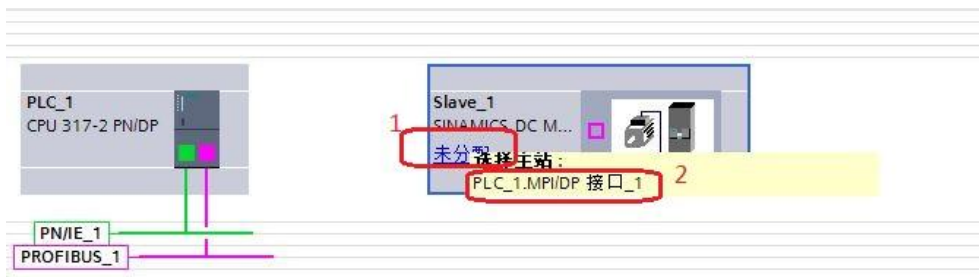 PLC_1
CPU 317-2 PN/DP
Slave_1
SINAMICS DC M...
1
未分配
选择主站：
PLC_1.MPI/DP 接口_1
2
PN/IE_1
PROFIBUS_1